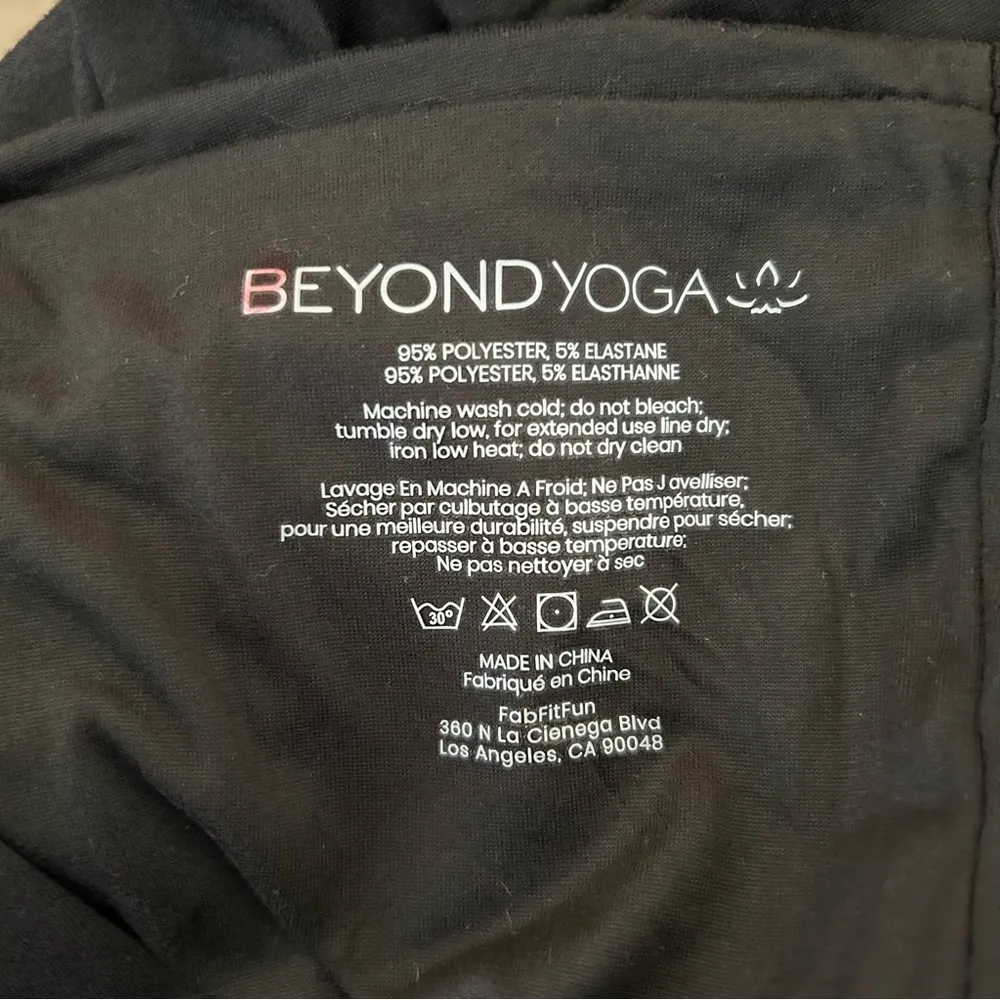 BEYOND YOGA
95% POLYESTER, 5% ELASTANE
95% POLYESTER, 5% ELASTHANNE
Machine wash cold; do not bleach;
tumble dry low, for extended use line dry;
iron low heat; do not dry clean
Lavage En Machine A Froid; Ne Pas J avelliser;
Sécher par culbutage à basse température,
pour une meilleure durabilité, suspendre pour sécher;
repasser à basse temperature;
Ne pas nettoyer à sec
30°
MADE IN CHINA
Fabriqué en Chine
FabFitFun
360 N La Cienega Blvd
Los Angeles, CA 90048